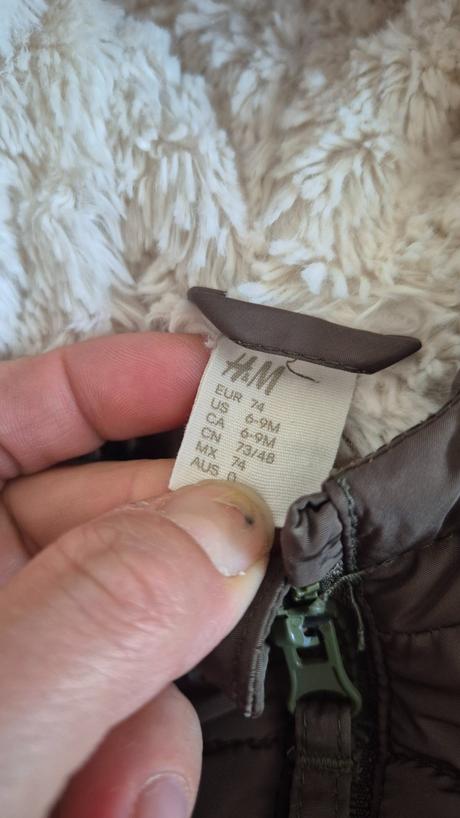 H&M
EUR 74
US 6-9M
CA 6-9M
CN 73/48
MX 74
AUS 0